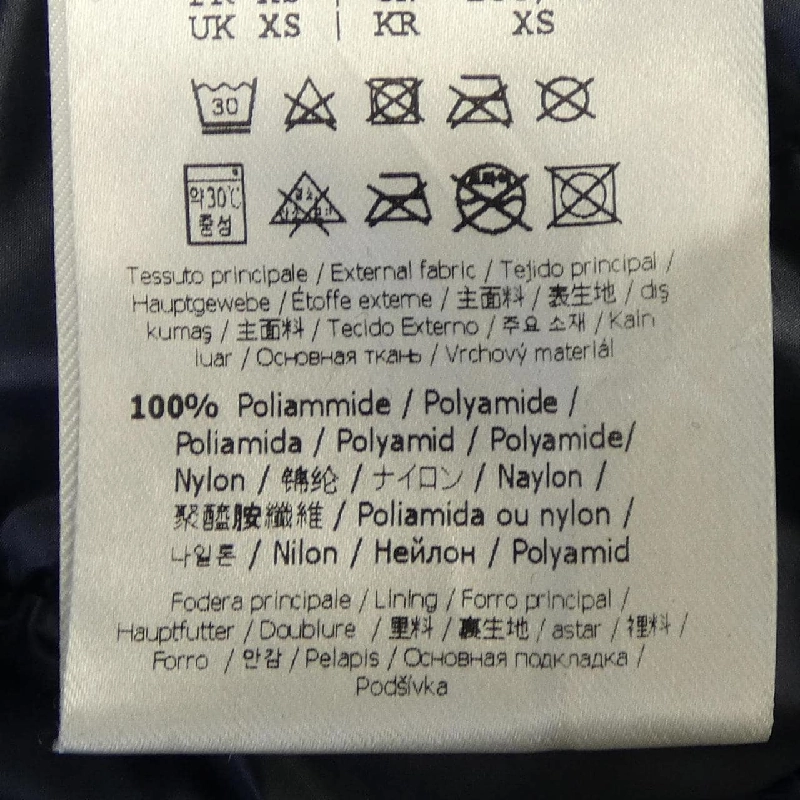 UK XS | KR XS
30
약30℃
중성
Tessuto principale / External fabric / Tejido principal /
Hauptgewebe / Étoffe externe / 主面料 / 表生地 / dış
kumaş / 主面料 / Tecido Externo / 주요 소재 / Kain
luar / Основная ткань / Vrchový materiál
100% Poliammide / Polyamide /
Poliamida / Polyamid / Polyamide/
Nylon / 锦纶 / ナイロン / Naylon /
聚醯胺纖維 / Poliamida ou nylon /
나일론 / Nilon / Нейлон / Polyamid
Fodera principale / Lining / Forro principal /
Hauptfutter / Doublure / 里料 / 裏生地 / astar / 裡料 /
Forro / 안감 / Pelapis / Основная подкладка /
Podšívka